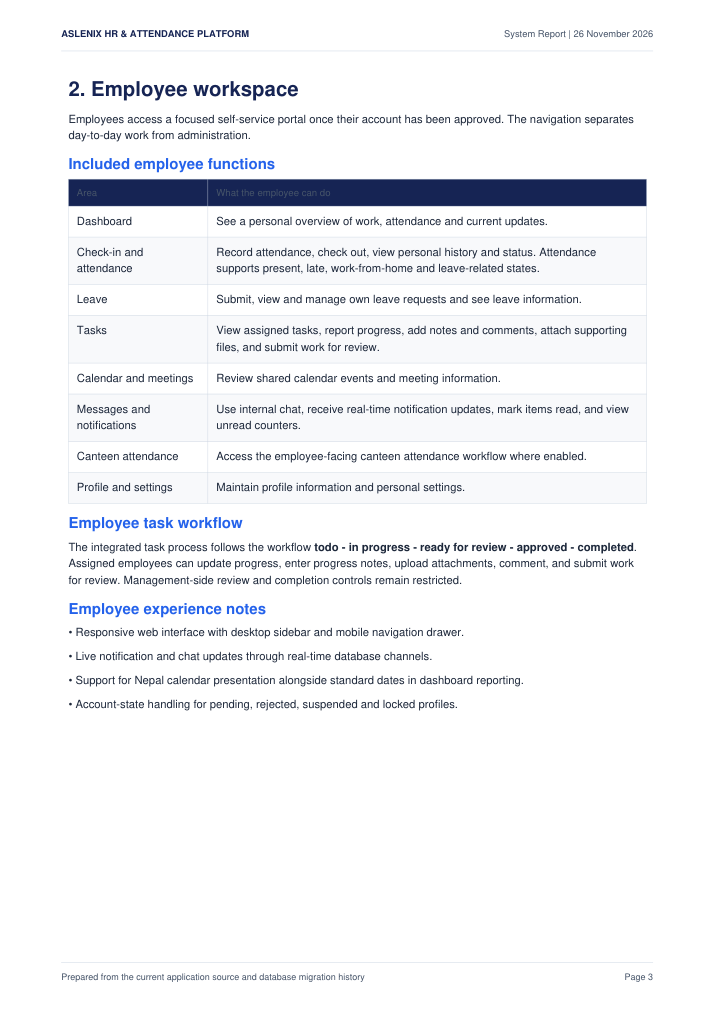 ASLENIX HR & ATTENDANCE PLATFORM
System Report | 26 November 2026
2. Employee workspace
Employees access a focused self-service portal once their account has been approved. The navigation separates
day-to-day work from administration.
Included employee functions
Area
What the employee can do
Dashboard
See a personal overview of work, attendance and current updates.
Check-in and
attendance
Record attendance, check out, view personal history and status. Attendance
supports present, late, work-from-home and leave-related states.
Leave
Submit, view and manage own leave requests and see leave information.
Tasks
View assigned tasks, report progress, add notes and comments, attach supporting
files, and submit work for review.
Calendar and meetings
Review shared calendar events and meeting information.
Messages and
notifications
Use internal chat, receive real-time notification updates, mark items read, and view
unread counters.
Canteen attendance
Access the employee-facing canteen attendance workflow where enabled.
Profile and settings
Maintain profile information and personal settings.
Employee task workflow
The integrated task process follows the workflow todo - in progress - ready for review - approved - completed.
Assigned employees can update progress, enter progress notes, upload attachments, comment, and submit work
for review. Management-side review and completion controls remain restricted.
Employee experience notes
• Responsive web interface with desktop sidebar and mobile navigation drawer.
• Live notification and chat updates through real-time database channels.
• Support for Nepal calendar presentation alongside standard dates in dashboard reporting.
• Account-state handling for pending, rejected, suspended and locked profiles.
Prepared from the current application source and database migration history
Page 3